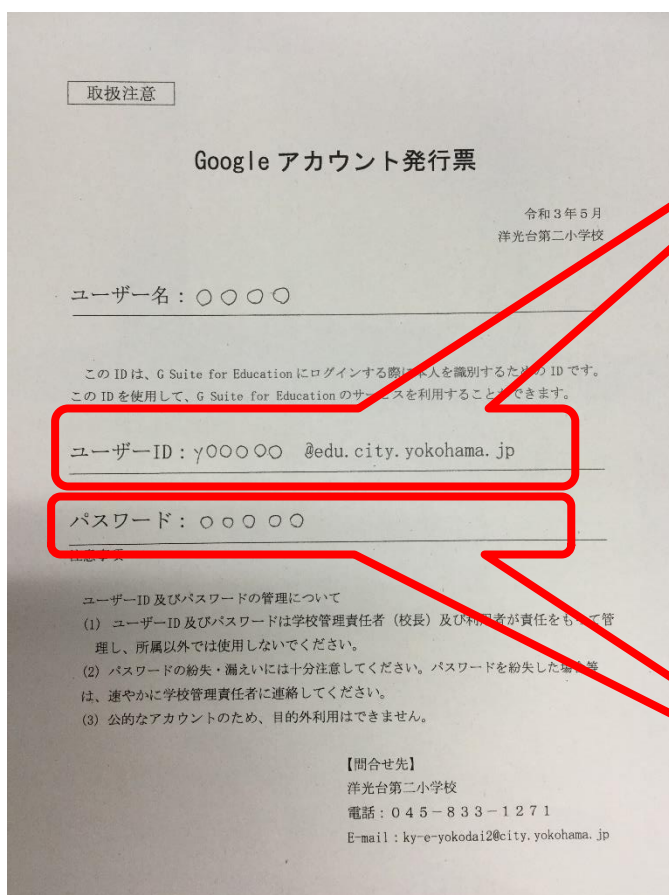 取扱注意
Google アカウント発行票
令和3年5月
洋光台第二小学校
ユーザー名：○○○○
この ID は、G Suite for Education にログインする際に本人を識別するための ID です。
この ID を使用して、G Suite for Education のサービスを利用することができます。
ユーザーID：y○○○○○ @edu.city.yokohama.jp
パスワード：○○○○○
注意事項
ユーザーID 及びパスワードの管理について
(1) ユーザーID 及びパスワードは学校管理責任者（校長）及び利用者が責任をもって管
理し、所属以外では使用しないでください。
(2) パスワードの紛失・漏えいには十分注意してください。パスワードを紛失した場合等
は、速やかに学校管理責任者に連絡してください。
(3) 公的なアカウントのため、目的外利用はできません。
【問合せ先】
洋光台第二小学校
電話：０４５－８３３－１２７１
E-mail：ky-e-yokodai2@city.yokohama.jp